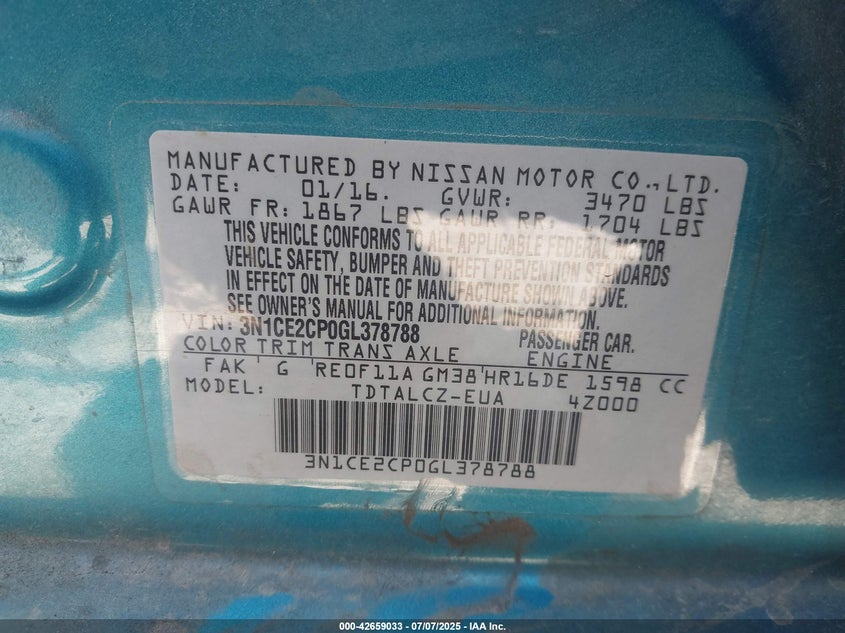 MANUFACTURED BY NISSAN MOTOR CO.,LTD.
DATE: 01/16. GVWR: 3470 LBS
GAWR FR: 1867 LBS GAWR RR: 1704 LBS
THIS VEHICLE CONFORMS TO ALL APPLICABLE FEDERAL MOTOR
VEHICLE SAFETY, BUMPER AND THEFT PREVENTION STANDARDS
IN EFFECT ON THE DATE OF MANUFACTURE SHOWN ABOVE.
SEE OWNER'S MANUAL FOR ADDITIONAL INFORMATION.
VIN: 3N1CE2CP0GL378788 PASSENGER CAR.
COLOR TRIM TRANS AXLE ENGINE
FAK G RE0F11A GM38 HR16DE 1598 CC
MODEL: TDTALCZ-EUA 4Z000
3N1CE2CP0GL378788
000-42659033 - 07/07/2025 - IAA Inc.